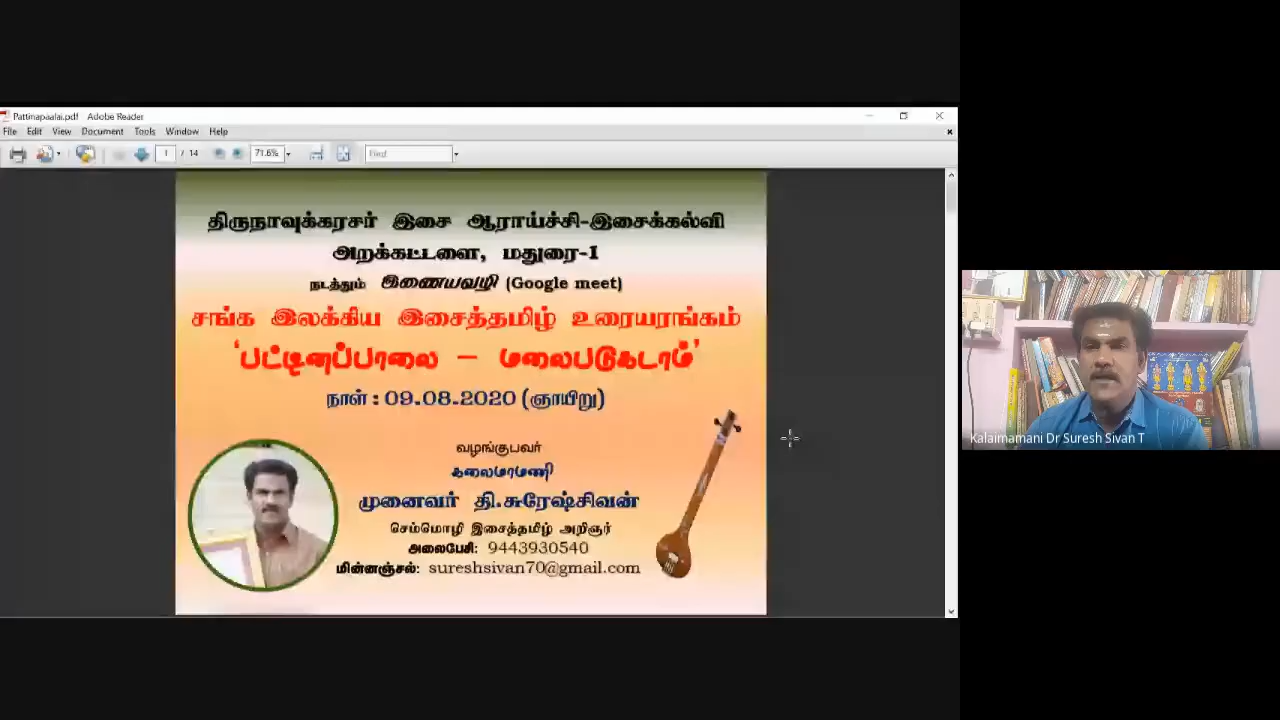 Pattinapaalai.pdf - Adobe Reader
File Edit View Document Tools Window Help
1 / 14 71.6% Find
திருநாவுக்கரசர் இசை ஆராய்ச்சி-இசைக்கல்வி
அறக்கட்டளை, மதுரை-1
நடத்தும் இணையவழி (Google meet)
சங்க இலக்கிய இசைத்தமிழ் உரையரங்கம்
‘பட்டினப்பாலை – மலைபடுகடாம்’
நாள் : 09.08.2020 (ஞாயிறு)
வழங்குபவர்
கலைமாமணி
முனைவர் தி.சுரேஷ்சிவன்
செம்மொழி இசைத்தமிழ் அறிஞர்
அலைபேசி: 9443930540
மின்னஞ்சல்: sureshsivan70@gmail.com
Kalaimamani Dr Suresh Sivan T